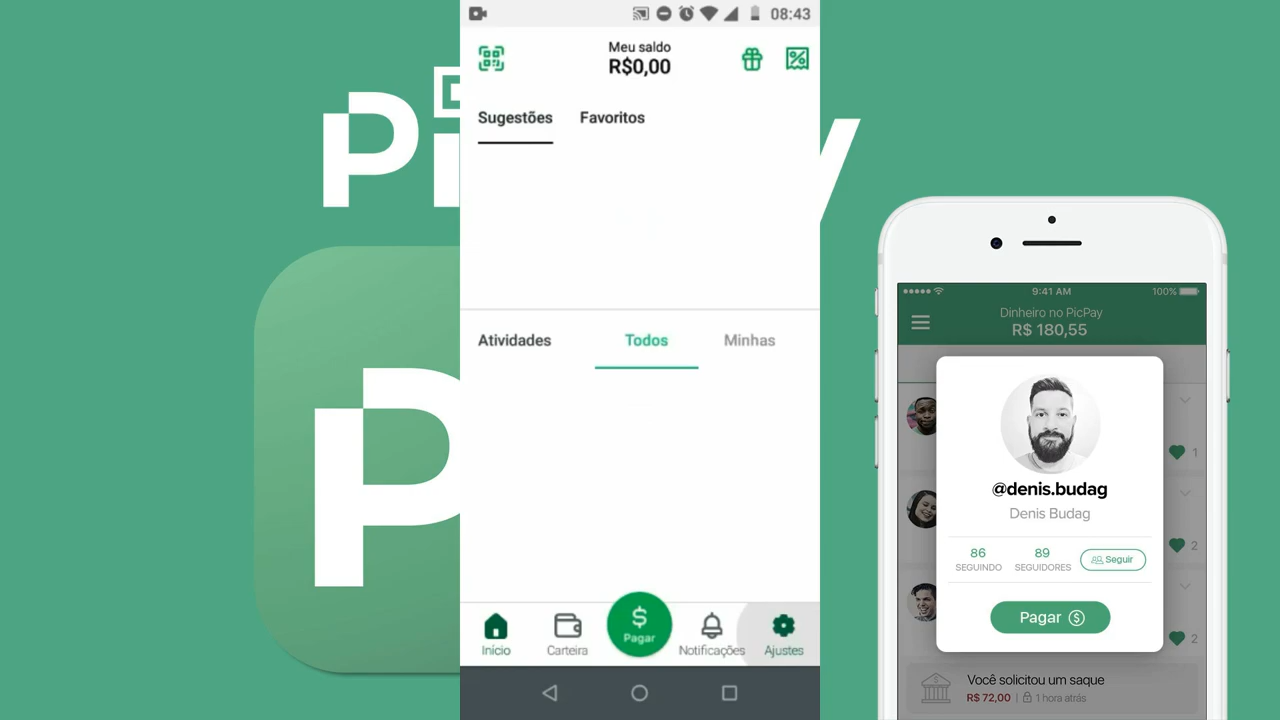 08:43
Meu saldo
R$0,00
Sugestões Favoritos
Atividades Todos Minhas
$
Pagar
Início Carteira Notificações Ajustes
P
9:41 AM 100%
Dinheiro no PicPay
R$ 180,55
@denis.budag
Denis Budag
86 89
SEGUINDO SEGUIDORES Seguir
Pagar $
1
2
2
Você solicitou um saque
R$ 72,00 | 1 hora atrás